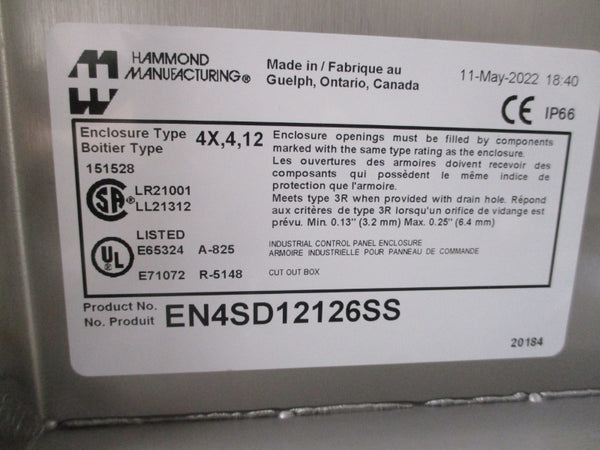 HAMMOND
MANUFACTURING®
Made in / Fabrique au
Guelph, Ontario, Canada
11-May-2022 18:40
CE IP66
Enclosure Type
Boitier Type
4X,4,12
151528
SA® LR21001
LL21312
LISTED
UL E65324 A-825
E71072 R-5148
Enclosure openings must be filled by components
marked with the same type rating as the enclosure.
Les ouvertures des armoires doivent recevoir des
composants qui possèdent le même indice de
protection que l'armoire.
Meets type 3R when provided with drain hole. Répond
aux critères de type 3R lorsqu'un orifice de vidange est
prévu. Min. 0.13" (3.2 mm) Max. 0.25" (6.4 mm)
INDUSTRIAL CONTROL PANEL ENCLOSURE
ARMOIRE INDUSTRIELLE POUR PANNEAU DE COMMANDE
CUT OUT BOX
Product No.
No. Produit
EN4SD12126SS
20184